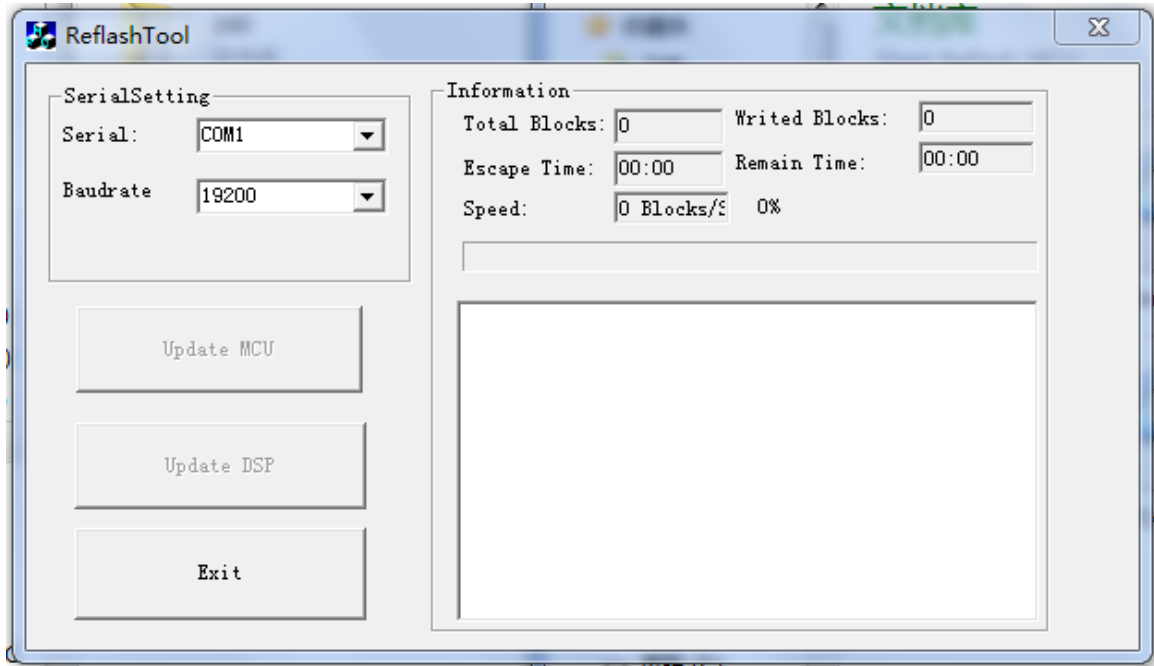 ReflashTool
SerialSetting
Serial: COM1
Baudrate 19200
Update MCU
Update DSP
Exit
Information
Total Blocks: 0 Writed Blocks: 0
Escape Time: 00:00 Remain Time: 00:00
Speed: 0 Blocks/S 0%